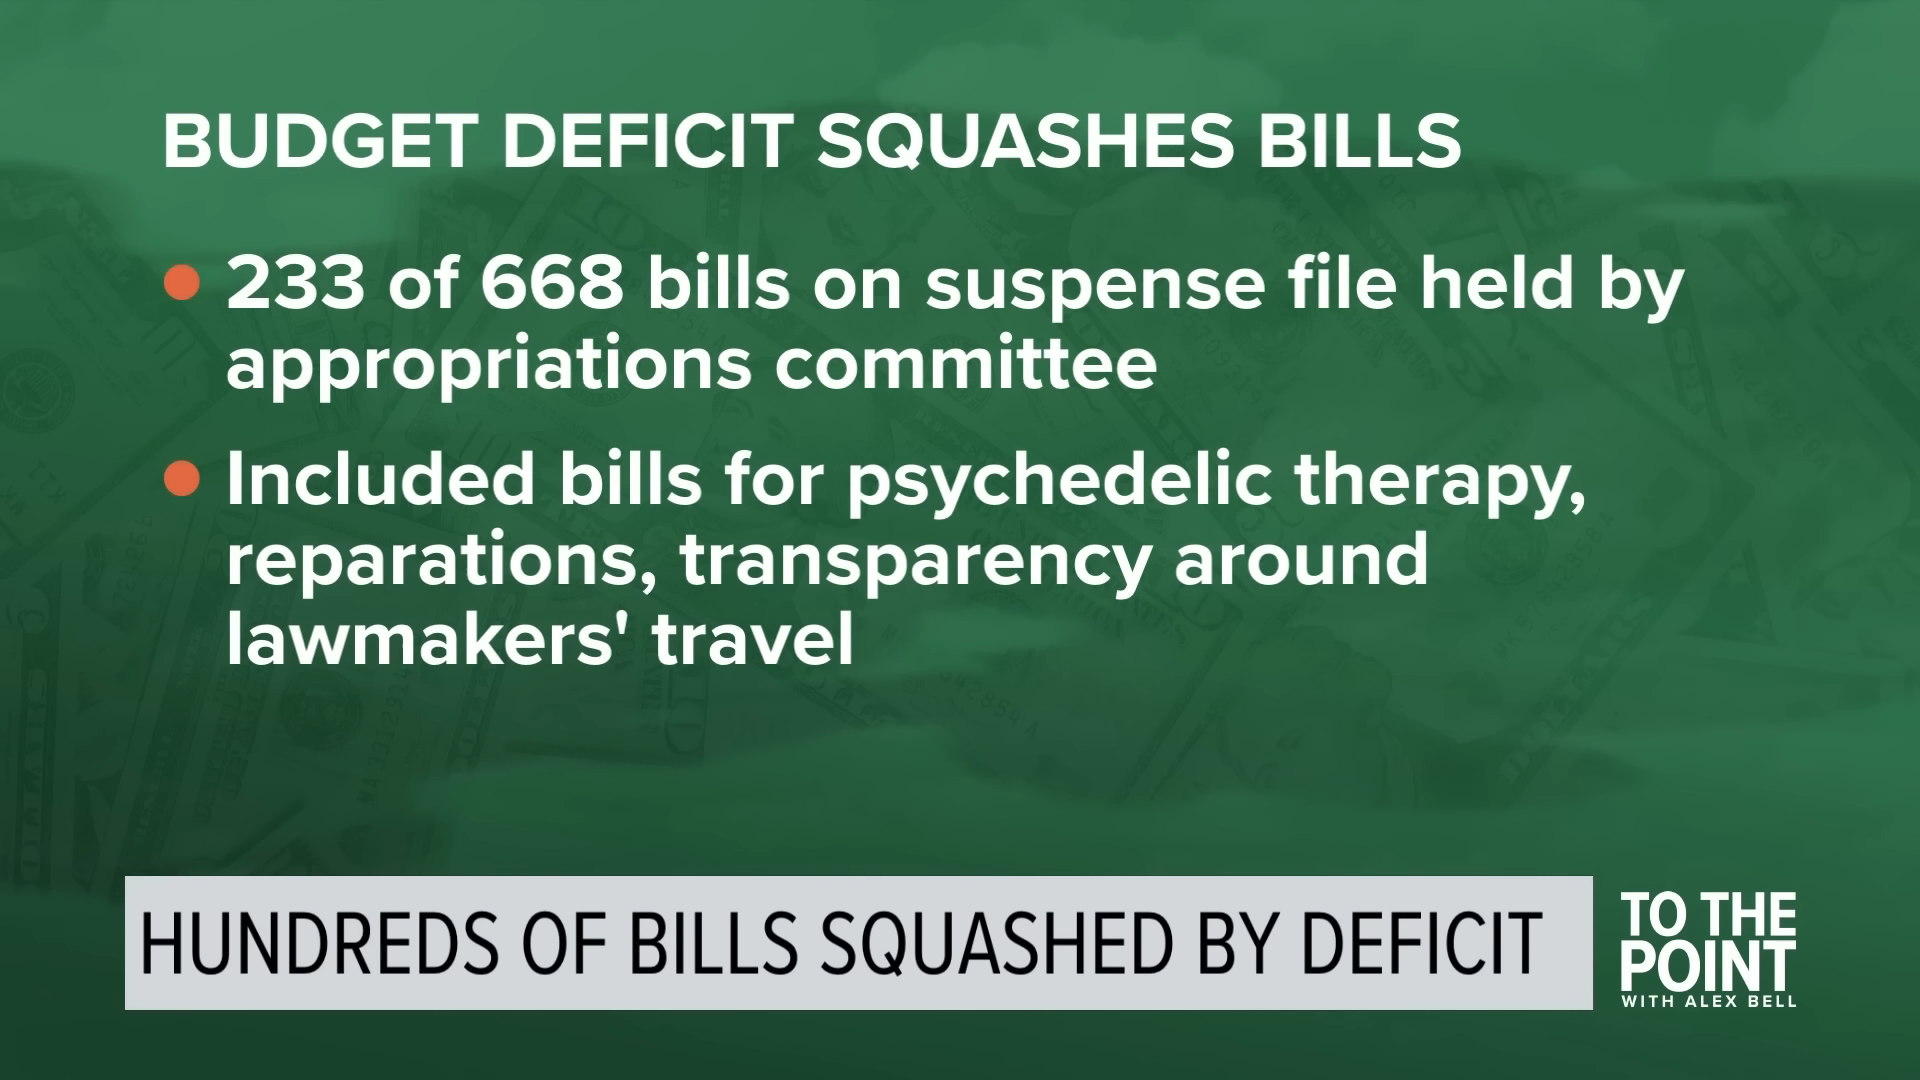 BUDGET DEFICIT SQUASHES BILLS
233 of 668 bills on suspense file held by
appropriations committee
Included bills for psychedelic therapy,
reparations, transparency around
lawmakers' travel
HUNDREDS OF BILLS SQUASHED BY DEFICIT
TO THE
POINT
WITH ALEX BELL